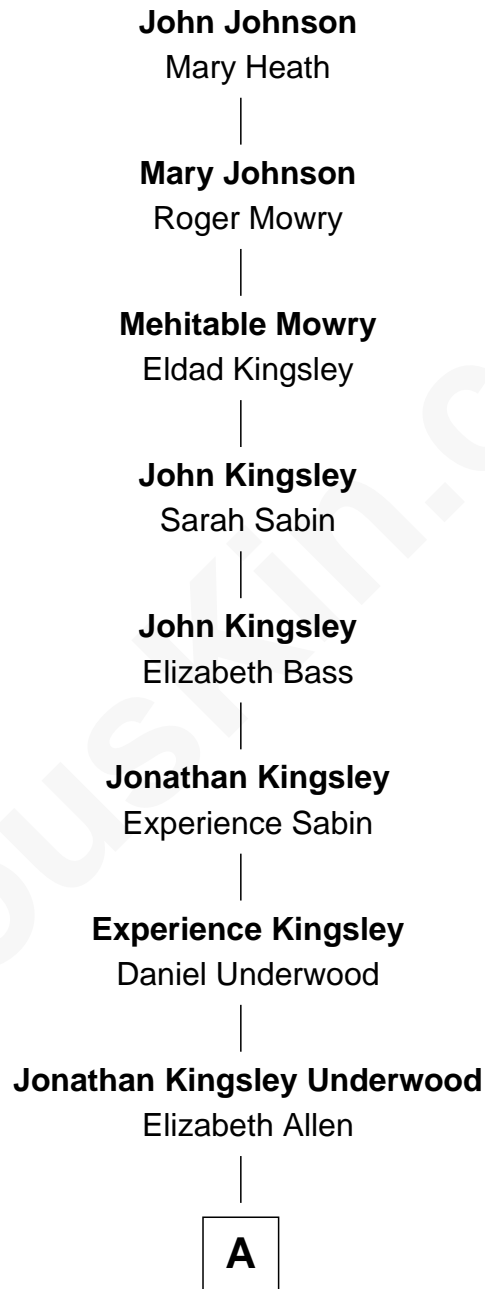 John Johnson
Mary Heath
Mary Johnson
Roger Mowry
Mehitable Mowry
Eldad Kingsley
John Kingsley
Sarah Sabin
John Kingsley
Elizabeth Bass
Jonathan Kingsley
Experience Sabin
Experience Kingsley
Daniel Underwood
Jonathan Kingsley Underwood
Elizabeth Allen
A